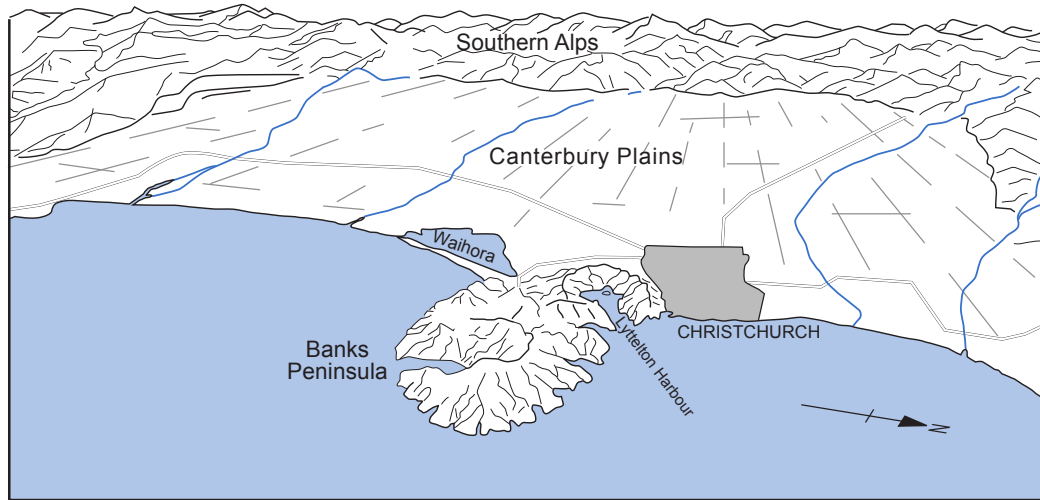 Southern Alps
Canterbury Plains
Waihora
CHRISTCHURCH
Lyttelton Harbour
Banks
Peninsula
N